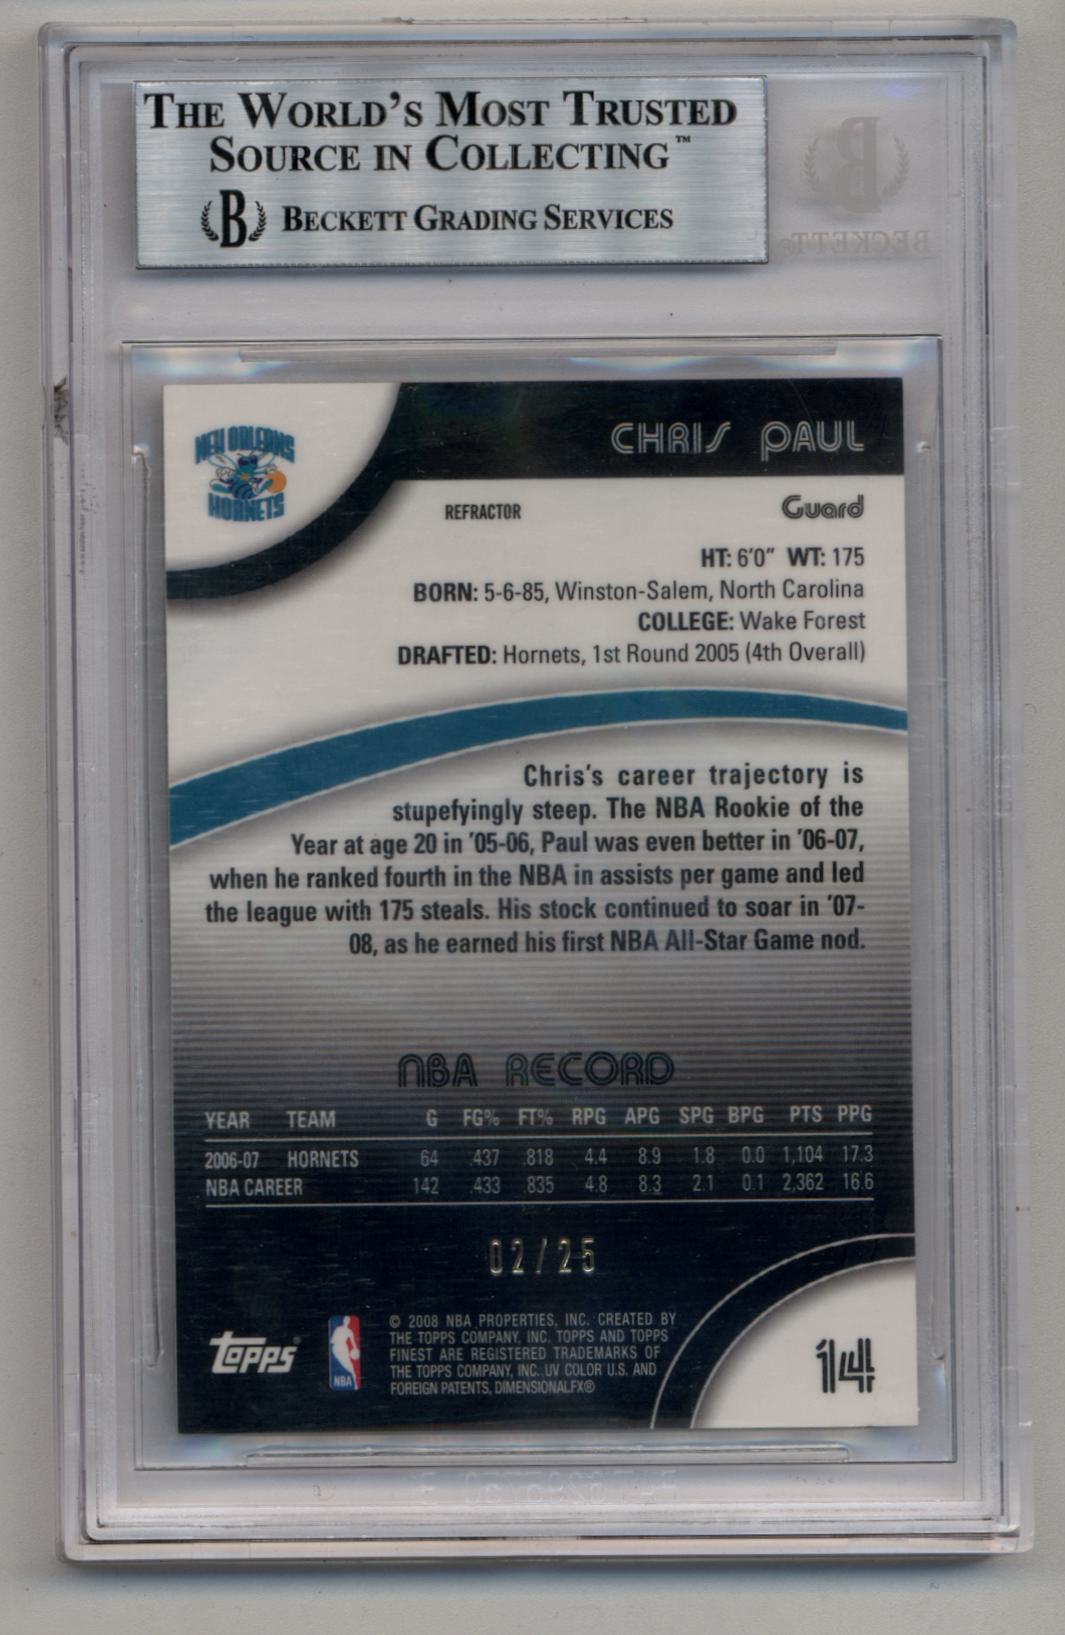 THE WORLD'S MOST TRUSTED
SOURCE IN COLLECTING™
B BECKETT GRADING SERVICES
B
BECKETT
NEW ORLEANS
HORNETS
CHRIS PAUL
REFRACTOR
Guard
HT: 6'0" WT: 175
BORN: 5-6-85, Winston-Salem, North Carolina
COLLEGE: Wake Forest
DRAFTED: Hornets, 1st Round 2005 (4th Overall)
Chris's career trajectory is
stupefyingly steep. The NBA Rookie of the
Year at age 20 in '05-06, Paul was even better in '06-07,
when he ranked fourth in the NBA in assists per game and led
the league with 175 steals. His stock continued to soar in '07-
08, as he earned his first NBA All-Star Game nod.
NBA RECORD
YEAR TEAM G FG% FT% RPG APG SPG BPG PTS PPG
2006-07 HORNETS 64 .437 .818 4.4 8.9 1.8 0.0 1,104 17.3
NBA CAREER 142 .433 .835 4.8 8.3 2.1 0.1 2,362 16.6
02/25
topps®
NBA
© 2008 NBA PROPERTIES, INC. CREATED BY
THE TOPPS COMPANY, INC. TOPPS AND TOPPS
FINEST ARE REGISTERED TRADEMARKS OF
THE TOPPS COMPANY, INC. UV COLOR U.S. AND
FOREIGN PATENTS, DIMENSIONALFX®
14